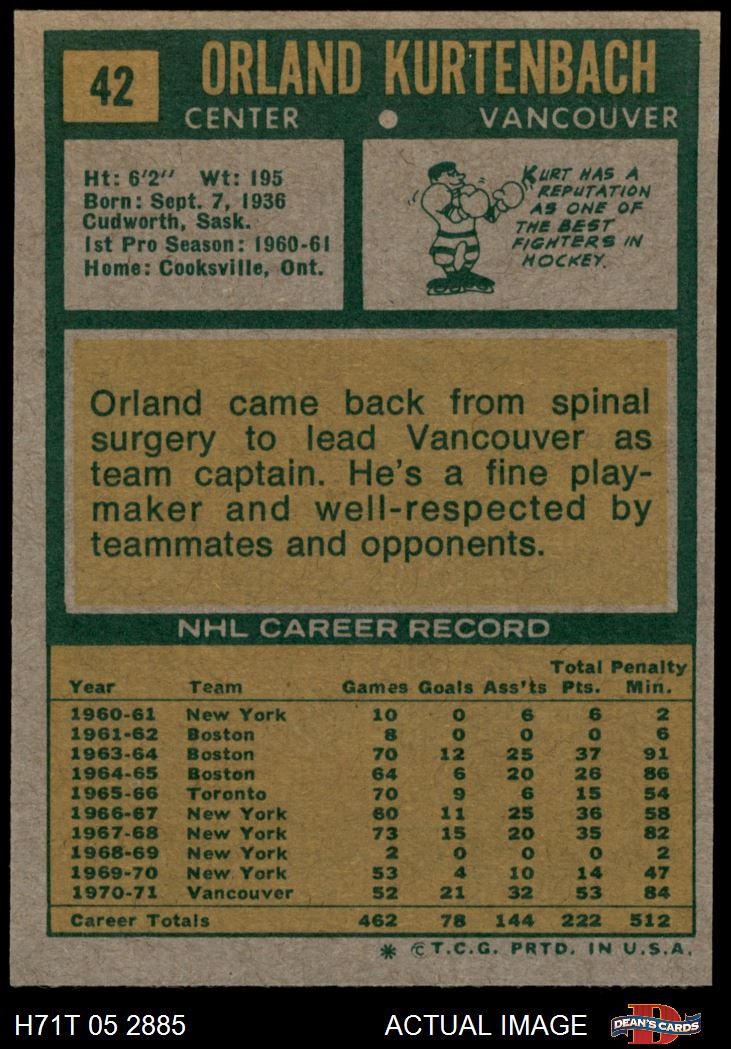 42
ORLAND KURTENBACH
CENTER • VANCOUVER
Ht: 6'2" Wt: 195
Born: Sept. 7, 1936
Cudworth, Sask.
1st Pro Season: 1960-61
Home: Cooksville, Ont.
KURT HAS A
REPUTATION
AS ONE OF
THE BEST
FIGHTERS IN
HOCKEY.
Orland came back from spinal
surgery to lead Vancouver as
team captain. He's a fine play-
maker and well-respected by
teammates and opponents.
NHL CAREER RECORD
Total Penalty
Year Team Games Goals Ass'ts Pts. Min.
1960-61 New York 10 0 6 6 2
1961-62 Boston 8 0 0 0 6
1963-64 Boston 70 12 25 37 91
1964-65 Boston 64 6 20 26 86
1965-66 Toronto 70 9 6 15 54
1966-67 New York 60 11 25 36 58
1967-68 New York 73 15 20 35 82
1968-69 New York 2 0 0 0 2
1969-70 New York 53 4 10 14 47
1970-71 Vancouver 52 21 32 53 84
Career Totals 462 78 144 222 512
* © T.C.G. PRTD. IN U.S.A.
H71T 05 2885 ACTUAL IMAGE DEAN'S CARDS